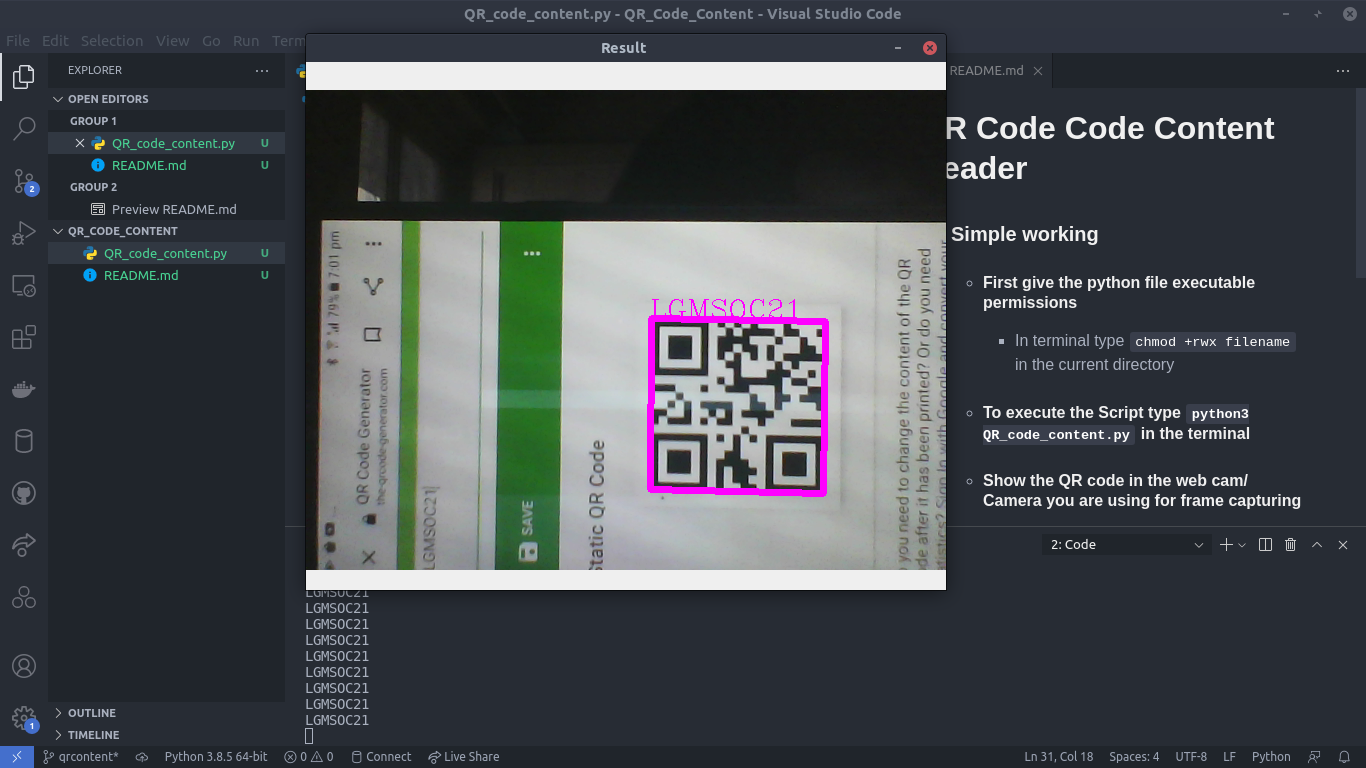 QR_code_content.py - QR_Code_Content - Visual Studio Code
File Edit Selection View Go Run
EXPLORER
OPEN EDITORS
GROUP 1
QR_code_content.py U
README.md U
GROUP 2
Preview README.md
QR_CODE_CONTENT
QR_code_content.py U
README.md U
OUTLINE
TIMELINE
2
1
Result
79% 7:01 pm
QR Code Generator
the-qrcode-generator.com
LGMSOC21
SAVE
Static QR Code
you need to change the content of the QR
after it has been printed? Or do you need
Sign In with Google and convert your
LGMSOC21
README.md
R Code Code Content
eader
Simple working
First give the python file executable
permissions
In terminal type chmod +rwx filename
in the current directory
To execute the Script type python3
QR_code_content.py in the terminal
Show the QR code in the web cam/
Camera you are using for frame capturing
2: Code
LGMSOC21
LGMSOC21
LGMSOC21
LGMSOC21
LGMSOC21
LGMSOC21
LGMSOC21
LGMSOC21
LGMSOC21
qrcontent* Python 3.8.5 64-bit 0 0 Connect Live Share Ln 31, Col 18 Spaces: 4 UTF-8 LF Python